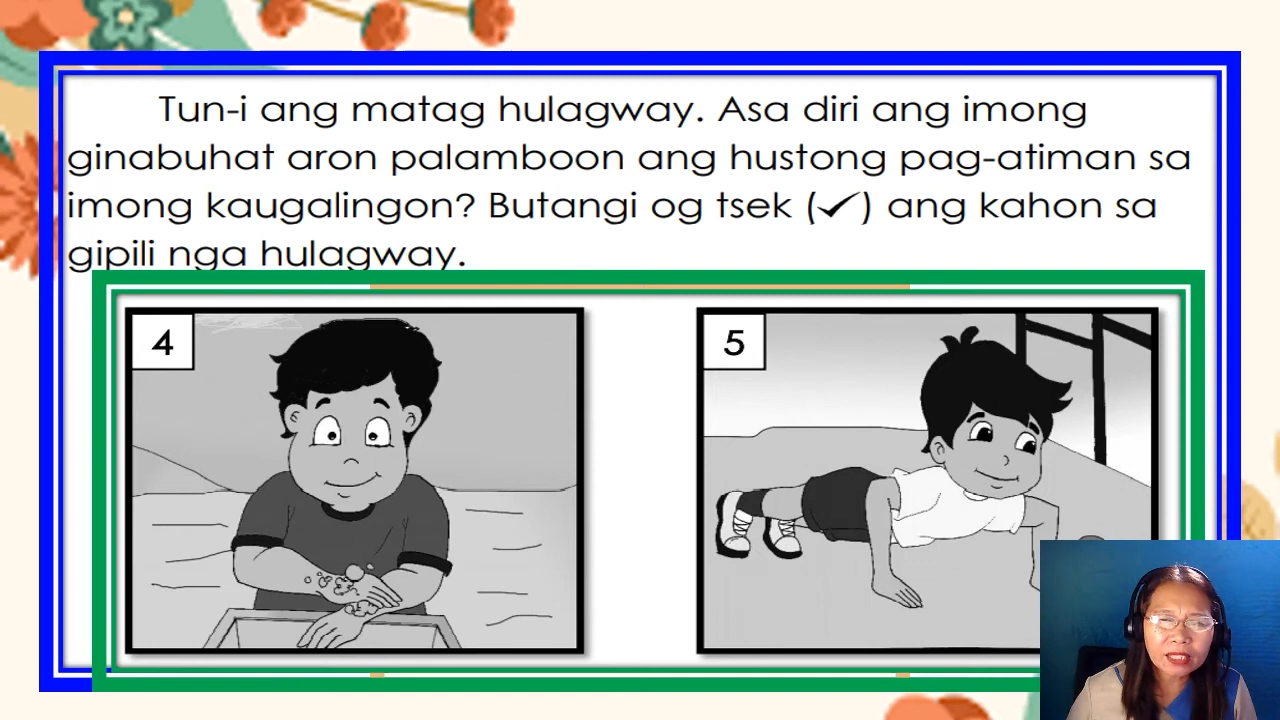 Tun-i ang matag hulagway. Asa diri ang imong
ginabuhat aron palamboon ang hustong pag-atiman sa
imong kaugalingon? Butangi og tsek (✓) ang kahon sa
gipili nga hulagway.
4
5